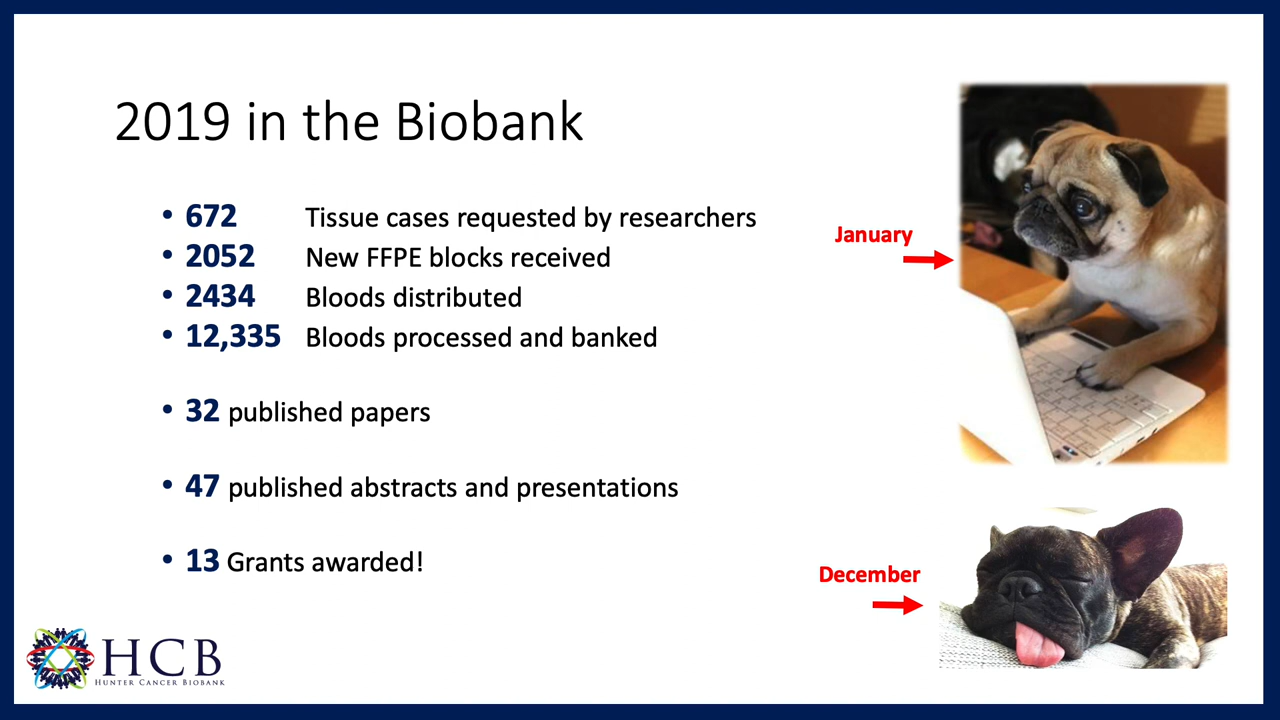 2019 in the Biobank
• 672 Tissue cases requested by researchers
• 2052 New FFPE blocks received
• 2434 Bloods distributed
• 12,335 Bloods processed and banked
• 32 published papers
• 47 published abstracts and presentations
• 13 Grants awarded!
January
December
HCB
HUNTER CANCER BIOBANK